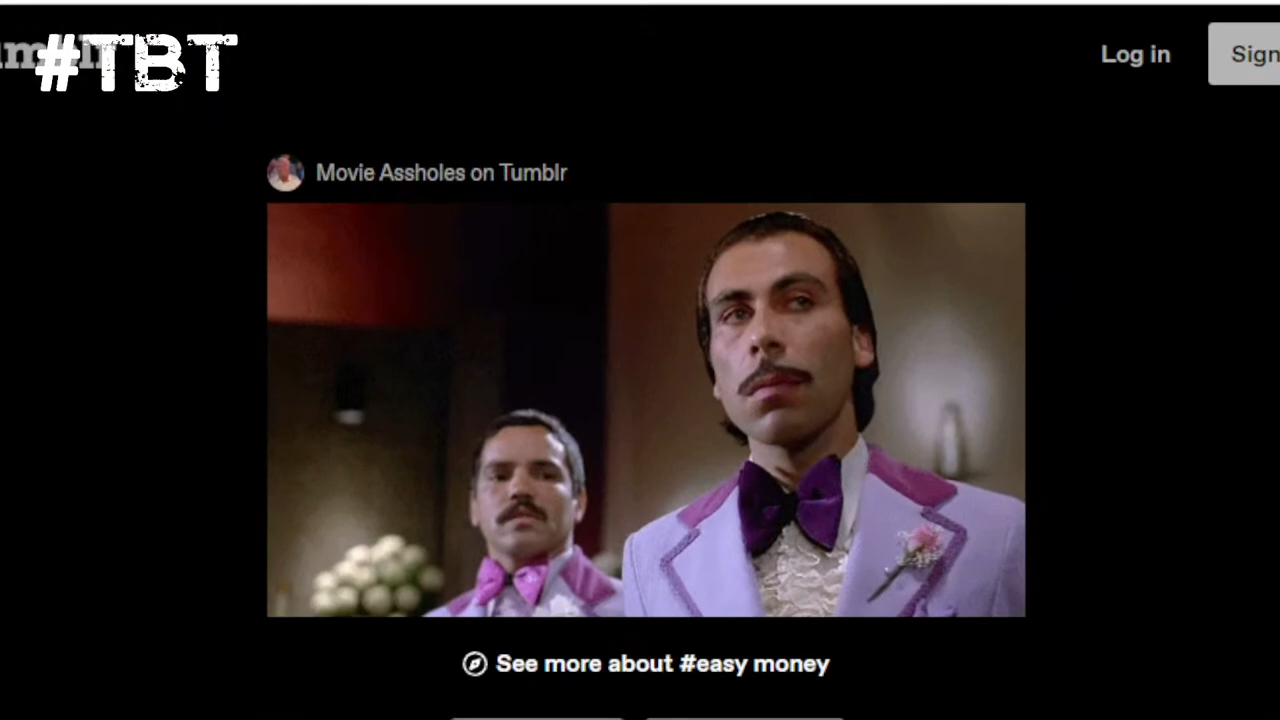 #TBT
Log in
Sign
Movie Assholes on Tumblr
See more about #easy money